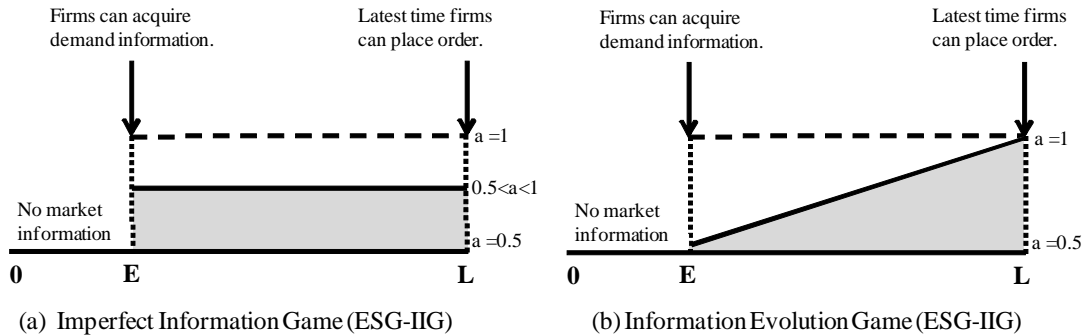 Firms can acquire
demand information.
Latest time firms
can place order.
a =1
0.5<a<1
No market
information
a =0.5
0
E
L
(a) Imperfect Information Game (ESG-IIG)
Firms can acquire
demand information.
Latest time firms
can place order.
a =1
No market
information
a =0.5
0
E
L
(b) Information Evolution Game (ESG-IIG)